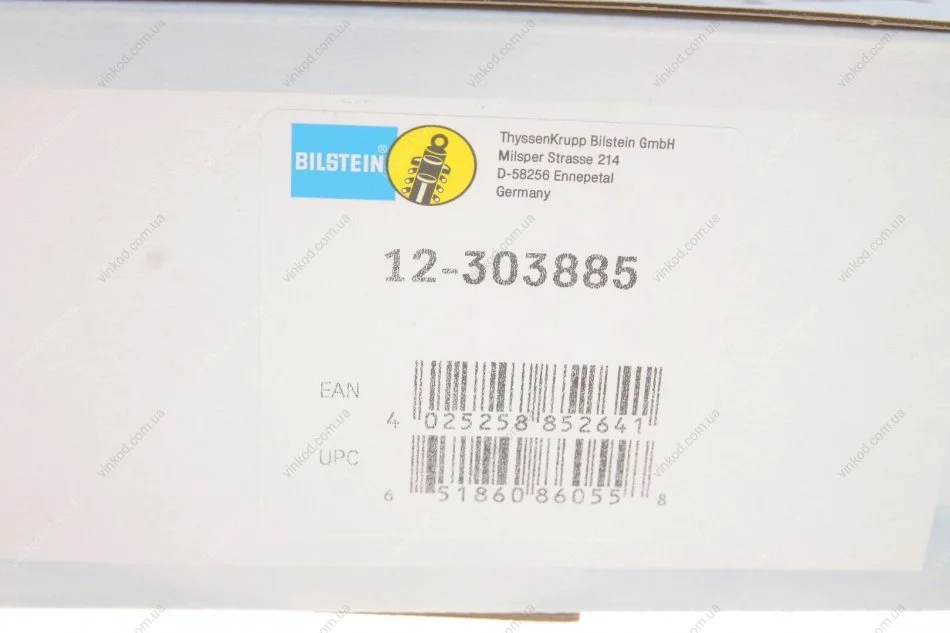 BILSTEIN®
ThyssenKrupp Bilstein GmbH
Milsper Strasse 214
D-58256 Ennepetal
Germany
12-303885
EAN
4 025258 852641
UPC
6 51860 86055 8
vinkod.com.ua